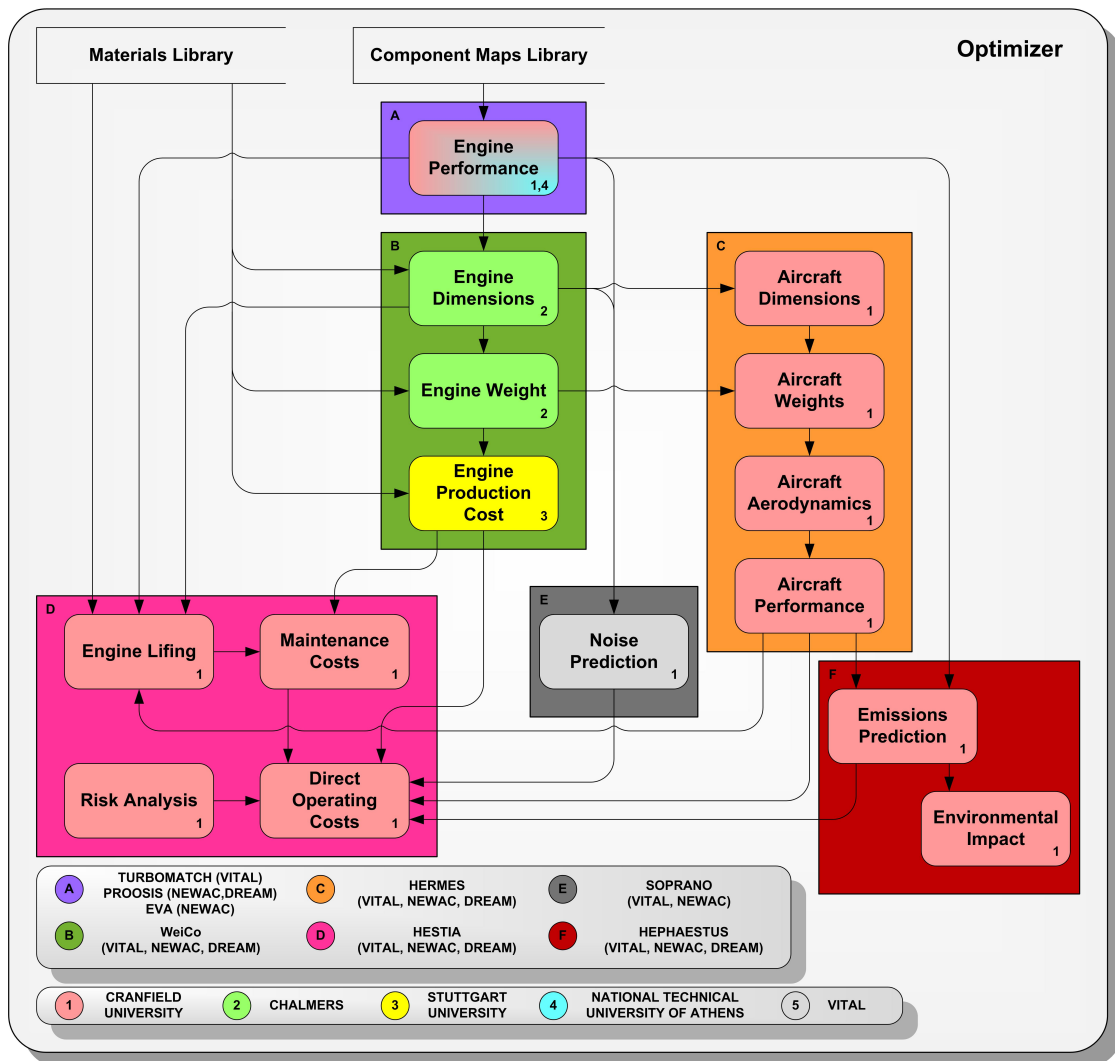 Materials Library
Component Maps Library
Optimizer
A
Engine
Performance
1,4
B
Engine
Dimensions
2
Engine Weight
2
Engine
Production
Cost
3
C
Aircraft
Dimensions
1
Aircraft
Weights
1
Aircraft
Aerodynamics
1
Aircraft
Performance
1
D
Engine Lifing
1
Maintenance
Costs
1
Risk Analysis
1
Direct
Operating
Costs
1
E
Noise
Prediction
1
F
Emissions
Prediction
1
Environmental
Impact
1
A
TURBOMATCH (VITAL)
PROOSIS (NEWAC,DREAM)
EVA (NEWAC)
C
HERMES
(VITAL, NEWAC, DREAM)
E
SOPRANO
(VITAL, NEWAC)
B
WeiCo
(VITAL, NEWAC, DREAM)
D
HESTIA
(VITAL, NEWAC, DREAM)
F
HEPHAESTUS
(VITAL, NEWAC, DREAM)
1
CRANFIELD
UNIVERSITY
2
CHALMERS
3
STUTTGART
UNIVERSITY
4
NATIONAL TECHNICAL
UNIVERSITY OF ATHENS
5
VITAL